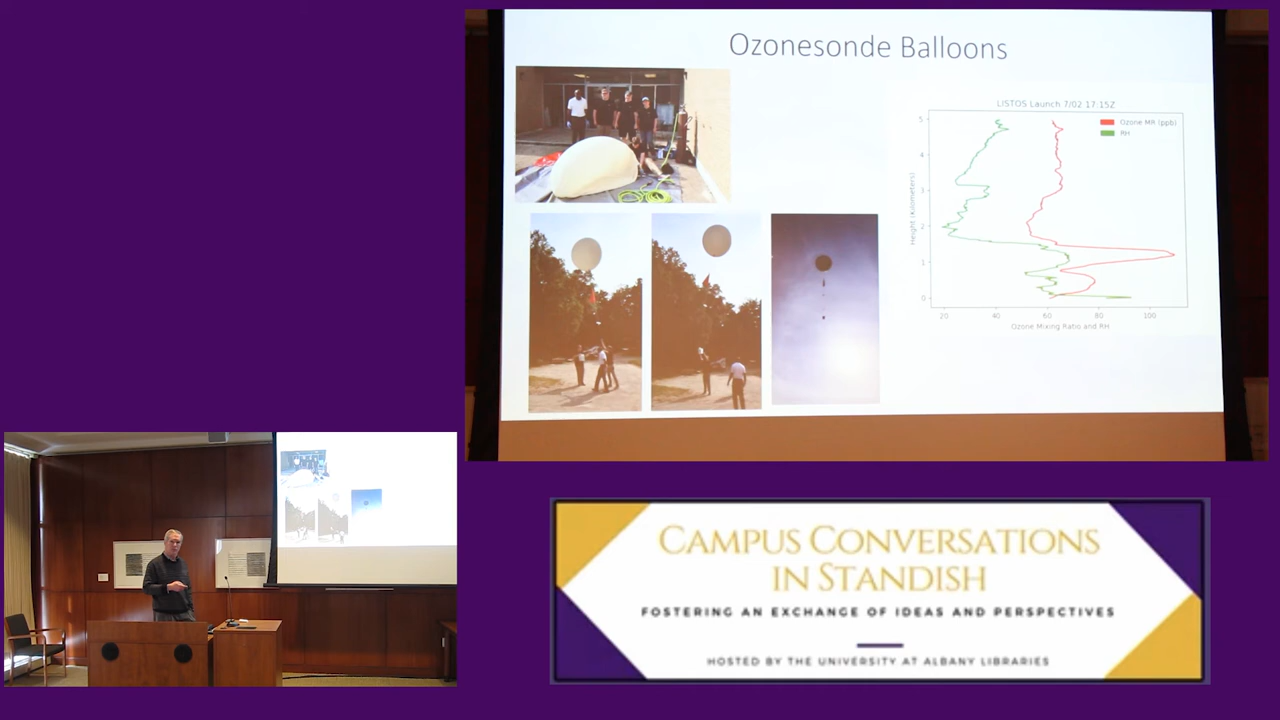 Ozonesonde Balloons
LISTOS Launch 7/02 17:15Z
Ozone MR (ppb)
RH
Height (Kilometers)
5
4
3
2
1
0
20
40
60
80
100
Ozone Mixing Ratio and RH
CAMPUS CONVERSATIONS
IN STANDISH
FOSTERING AN EXCHANGE OF IDEAS AND PERSPECTIVES
HOSTED BY THE UNIVERSITY AT ALBANY LIBRARIES